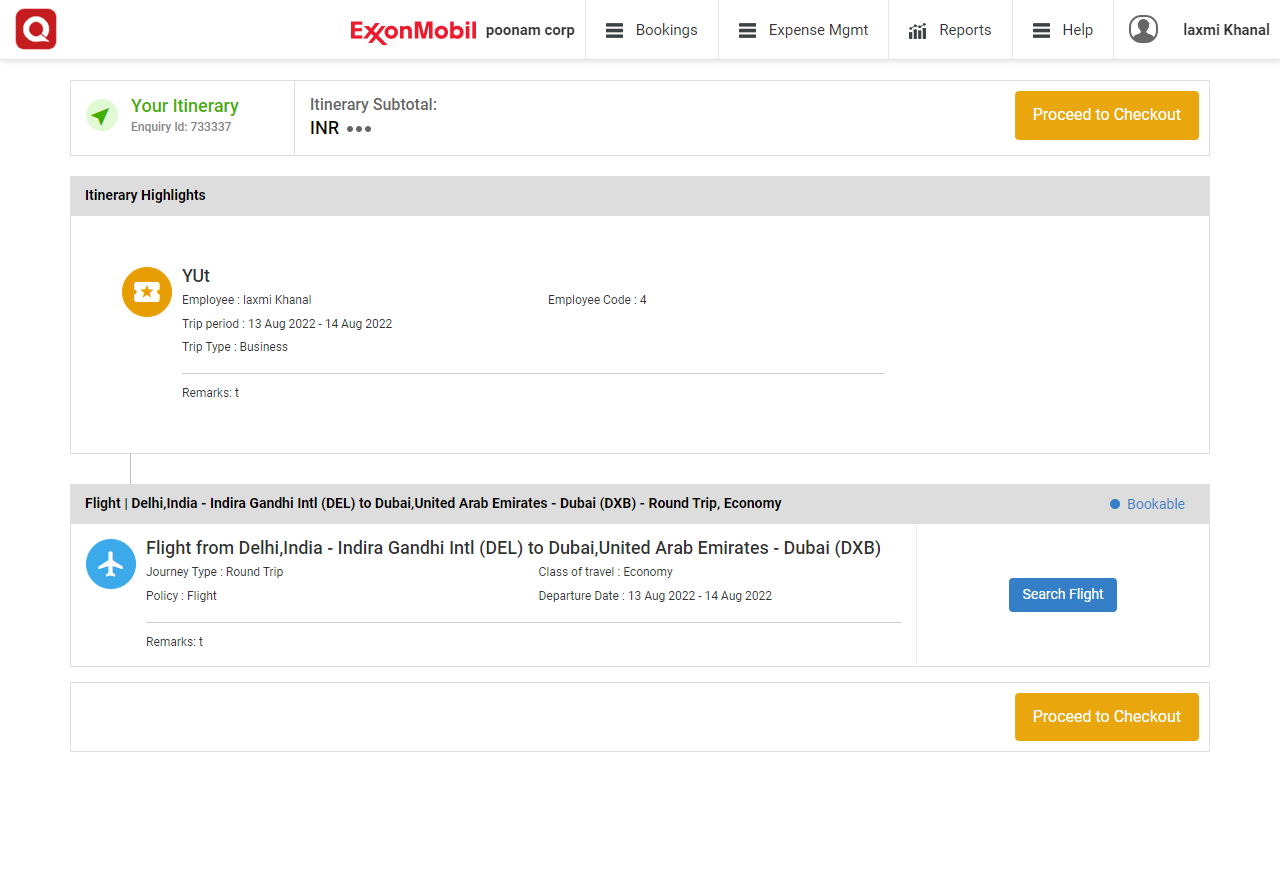 Q ExxonMobil poonam corp Bookings Expense Mgmt Reports Help laxmi Khanal
Your Itinerary
Enquiry Id: 733337
Itinerary Subtotal:
INR
Proceed to Checkout
Itinerary Highlights
YUt
Employee : laxmi Khanal Employee Code : 4
Trip period : 13 Aug 2022 - 14 Aug 2022
Trip Type : Business
Remarks: t
Flight | Delhi,India - Indira Gandhi Intl (DEL) to Dubai,United Arab Emirates - Dubai (DXB) - Round Trip, Economy Bookable
Flight from Delhi,India - Indira Gandhi Intl (DEL) to Dubai,United Arab Emirates - Dubai (DXB)
Journey Type : Round Trip Class of travel : Economy
Policy : Flight Departure Date : 13 Aug 2022 - 14 Aug 2022
Remarks: t
Search Flight
Proceed to Checkout